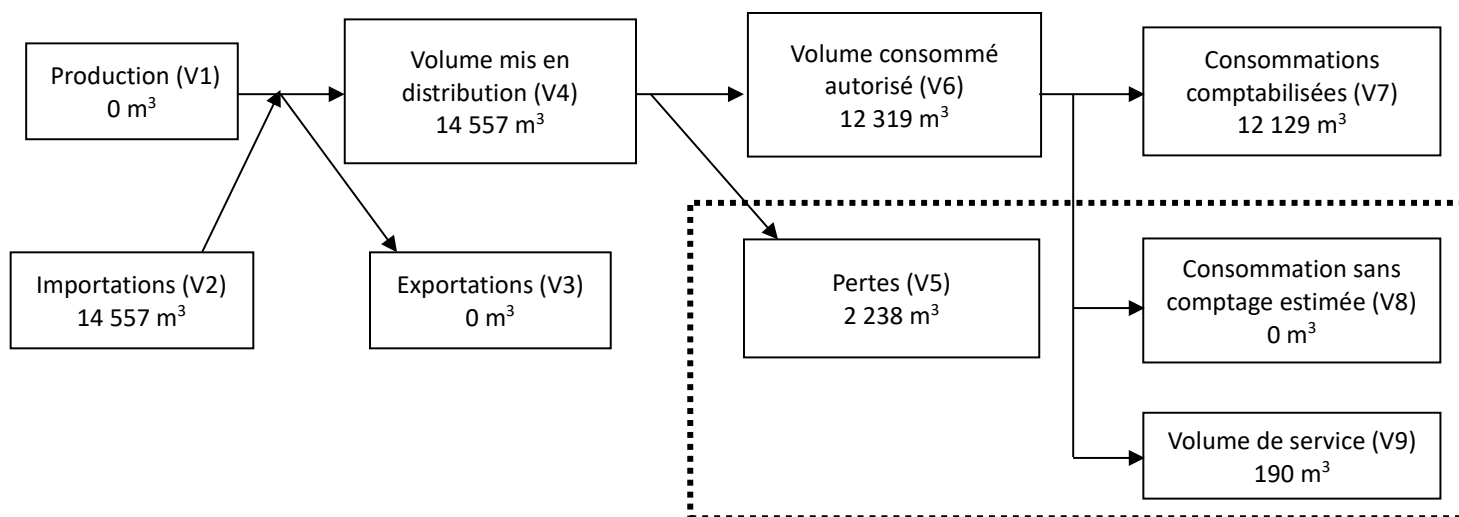 Production (V1)
0 m³
Volume mis en
distribution (V4)
14 557 m³
Volume consommé
autorisé (V6)
12 319 m³
Consommations
comptabilisées (V7)
12 129 m³
Importations (V2)
14 557 m³
Exportations (V3)
0 m³
Pertes (V5)
2 238 m³
Consommation sans
comptage estimée (V8)
0 m³
Volume de service (V9)
190 m³